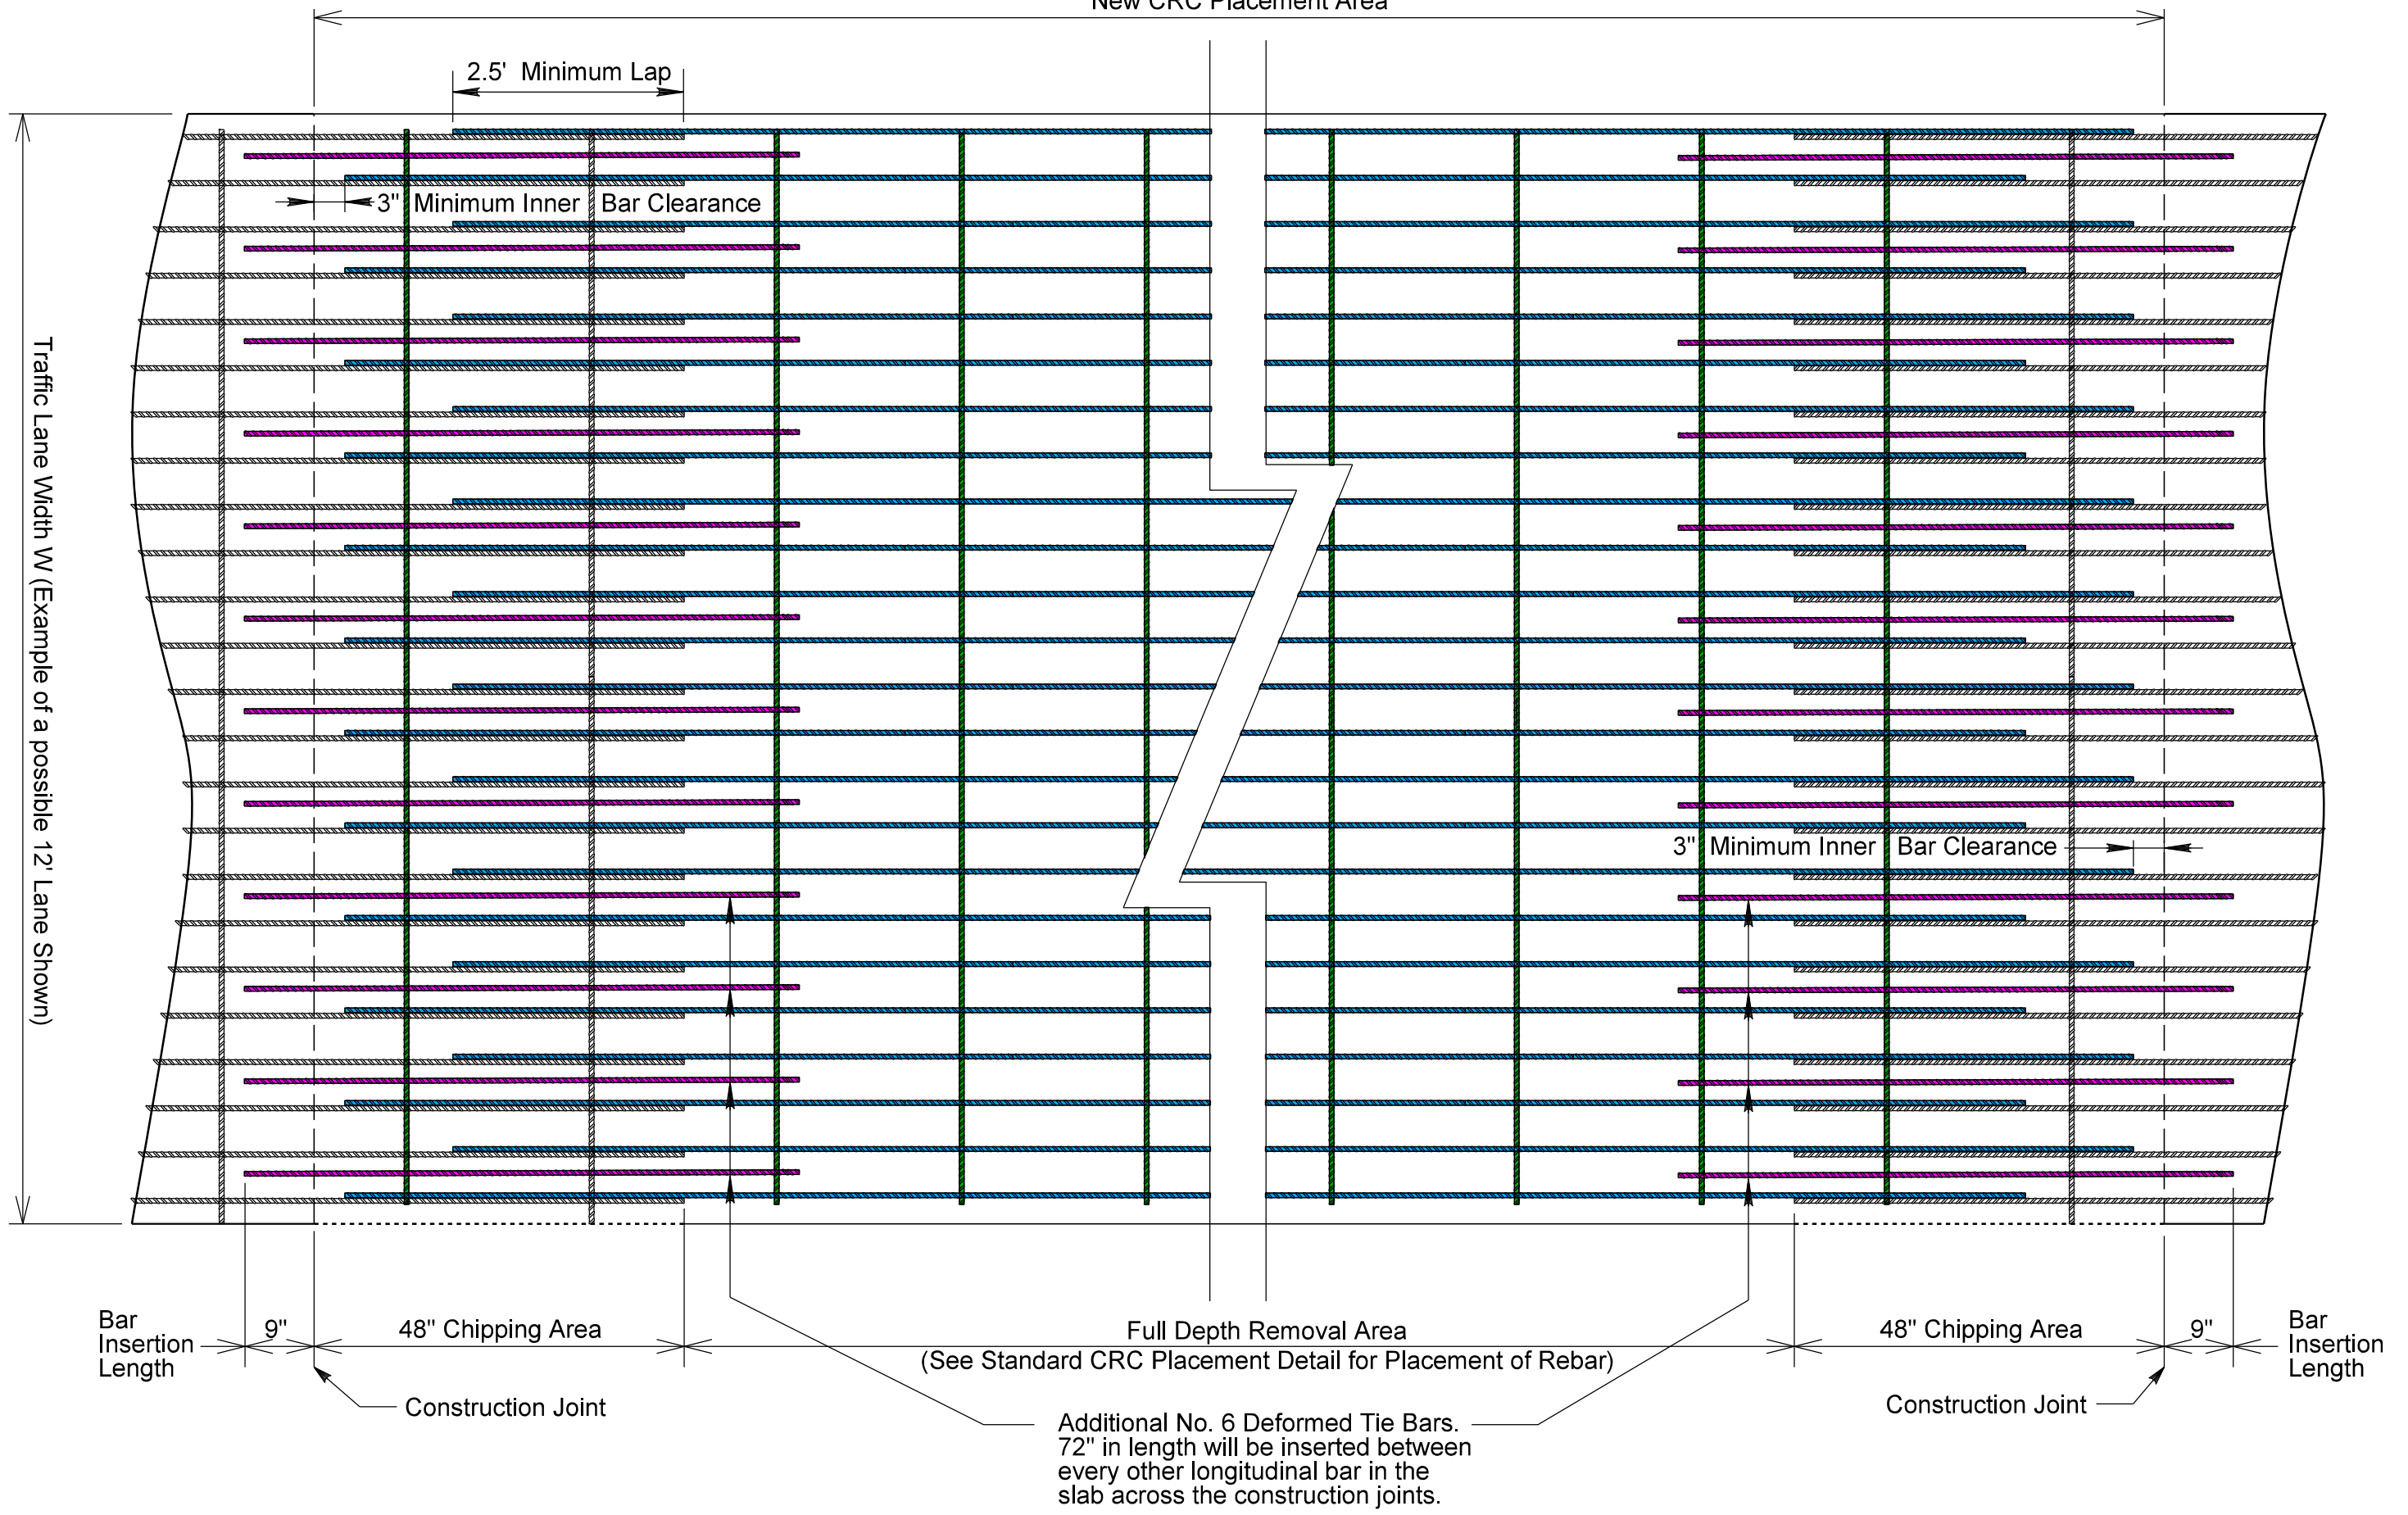 New CRC Placement Area
2.5' Minimum Lap
3" Minimum Inner Bar Clearance
Traffic Lane Width W (Example of a possible 12' Lane Shown)
3" Minimum Inner Bar Clearance
Bar
Insertion
Length
9"
48" Chipping Area
Full Depth Removal Area
(See Standard CRC Placement Detail for Placement of Rebar)
48" Chipping Area
9"
Bar
Insertion
Length
Construction Joint
Construction Joint
Additional No. 6 Deformed Tie Bars.
72" in length will be inserted between
every other longitudinal bar in the
slab across the construction joints.